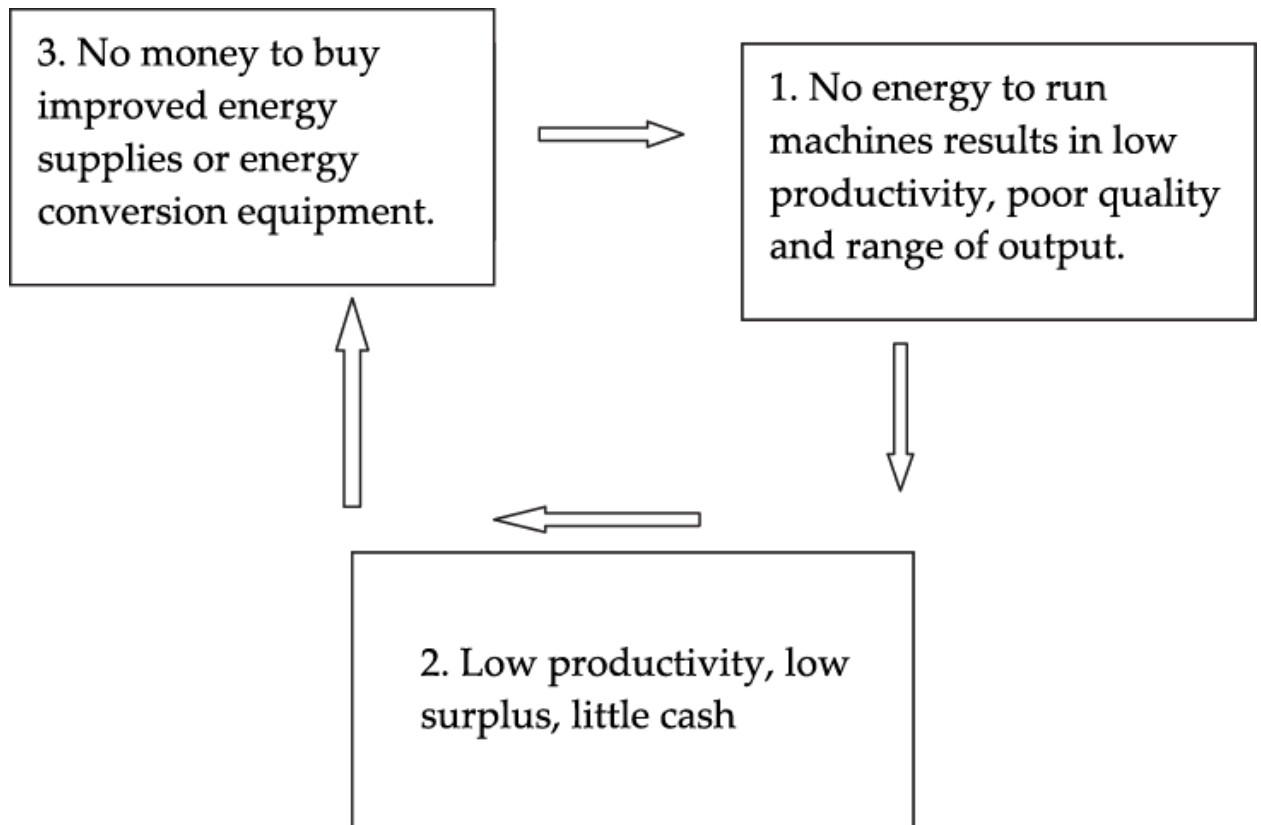 3. No money to buy
improved energy
supplies or energy
conversion equipment.
1. No energy to run
machines results in low
productivity, poor quality
and range of output.
2. Low productivity, low
surplus, little cash